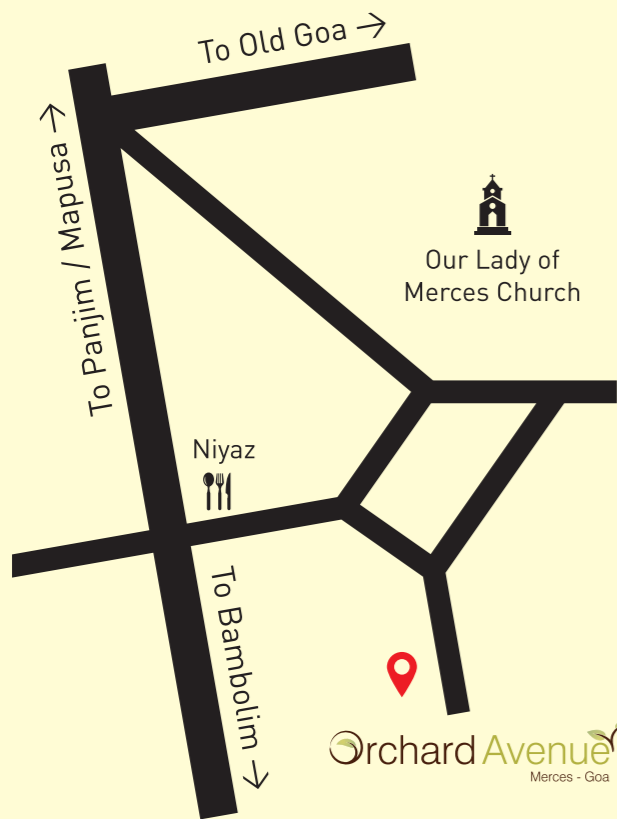 To Old Goa
To Panjim / Mapusa
Our Lady of
Merces Church
Niyaz
To Bambolim
Orchard Avenue
Merces - Goa